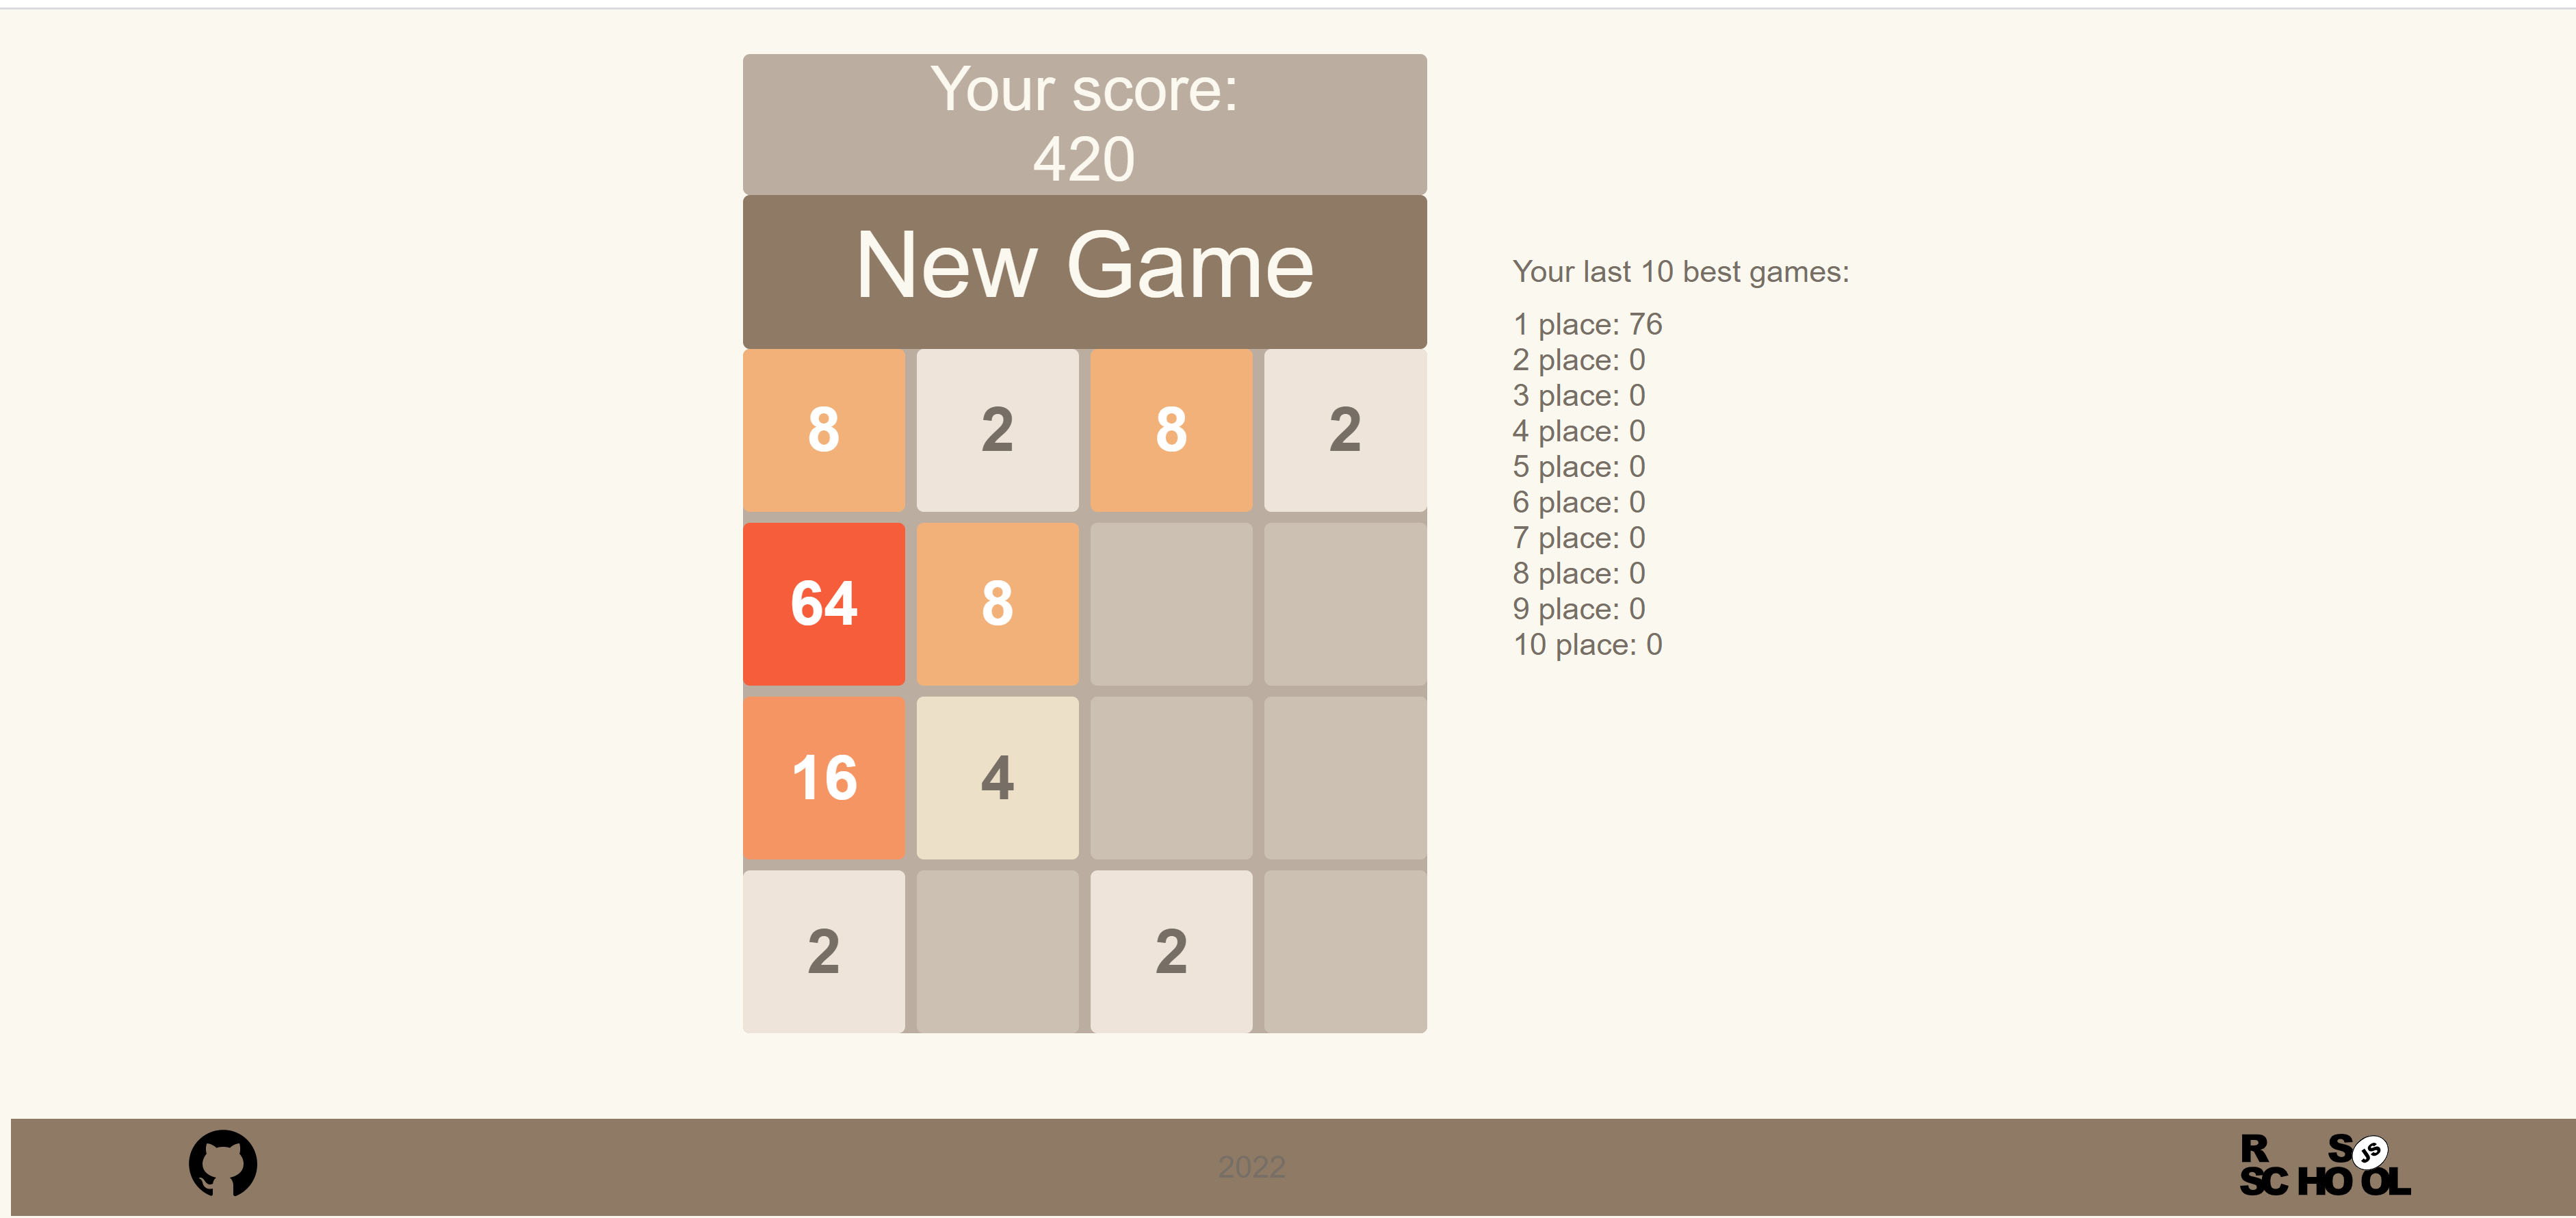 Your score:
420
New Game
8 2 8 2
64 8
16 4
2 2
Your last 10 best games:
1 place: 76
2 place: 0
3 place: 0
4 place: 0
5 place: 0
6 place: 0
7 place: 0
8 place: 0
9 place: 0
10 place: 0
2022
R S JS
SCHOOL